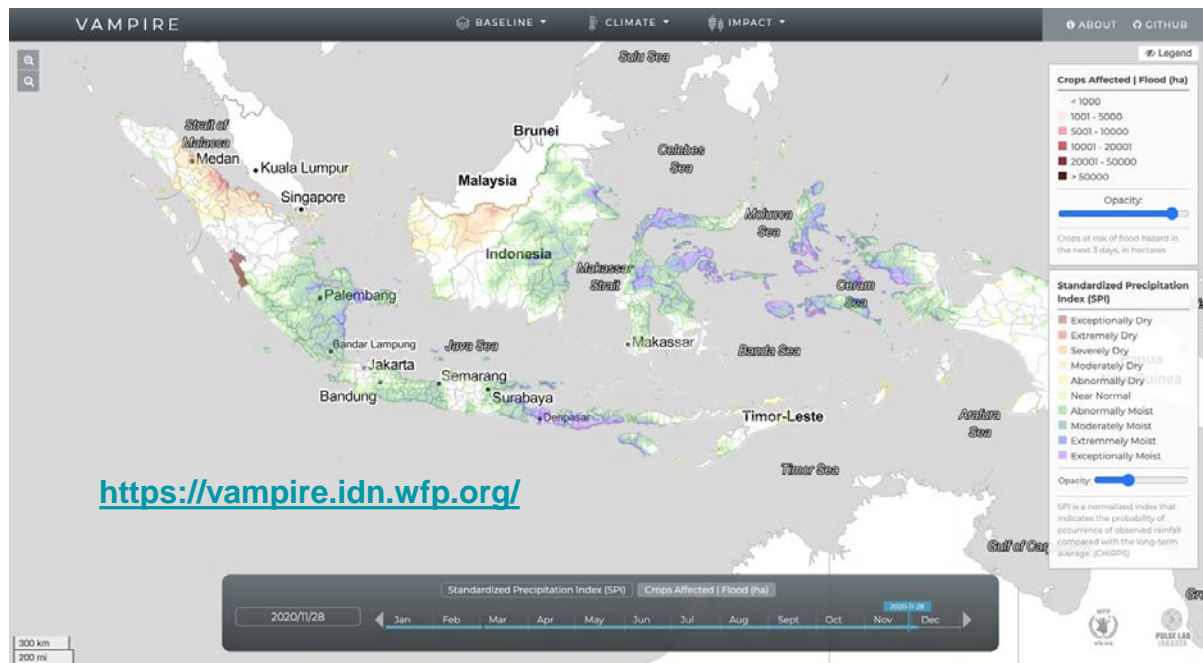 VAMPIRE
BASELINE
CLIMATE
IMPACT
ABOUT
GITHUB
Legend
Sulu Sea
Strait of
Malacca
Medan
Kuala Lumpur
Singapore
Brunei
Malaysia
Celebes
Sea
Molucca
Sea
Indonesia
Makassar
Strait
Ceram
Sea
Palembang
Bandar Lampung
Java Sea
Makassar
Banda Sea
Jakarta
Semarang
Bandung
Surabaya
Denpasar
Timor-Leste
Arafura
Sea
Timor Sea
https://vampire.idn.wfp.org/
Crops Affected | Flood (ha)
< 1000
1001 - 5000
5001 - 10000
10001 - 20001
20001 - 50000
> 50000
Opacity:
Crops at risk of flood hazard in
the next 3 days, in hectares
Standardized Precipitation
Index (SPI)
Exceptionally Dry
Extremely Dry
Severely Dry
Moderately Dry
Abnormally Dry
Near Normal
Abnormally Moist
Moderately Moist
Extremmely Moist
Exceptionally Moist
Opacity:
SPI is a normalized index that
indicates the probability of
occurrence of observed rainfall
compared with the long-term
average. (CHIRPS)
Gulf of Car
Standardized Precipitation Index (SPI)
Crops Affected | Flood (ha)
2020/11/28
2020-11-28
Jan
Feb
Mar
Apr
May
Jun
Jul
Aug
Sept
Oct
Nov
Dec
300 km
200 mi
WFP
wfp.org
PULSE LAB
JAKARTA